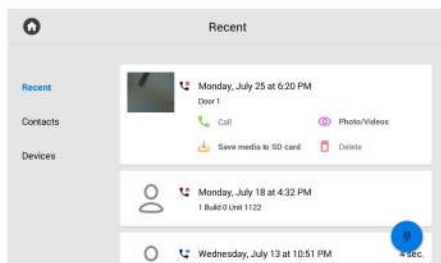 Recent
Recent
Contacts
Devices
Monday, July 25 at 6:20 PM
Door 1
Call
Photo/Videos
Save media to SD card
Delete
Monday, July 18 at 4:32 PM
1 Build 0 Unit 1122
Wednesday, July 13 at 10:51 PM
4 sec.